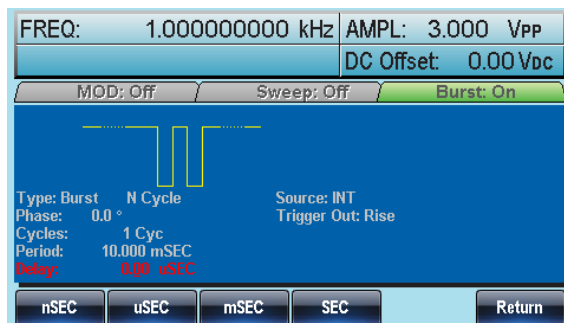 FREQ: 1.000000000 kHz AMPL: 3.000 VPP
DC Offset: 0.00 VDC
MOD: Off Sweep: Off Burst: On
Type: Burst N Cycle Source: INT
Phase: 0.0 ° Trigger Out: Rise
Cycles: 1 Cyc
Period: 10.000 mSEC
Delay: 0.00 uSEC
nSEC uSEC mSEC SEC Return